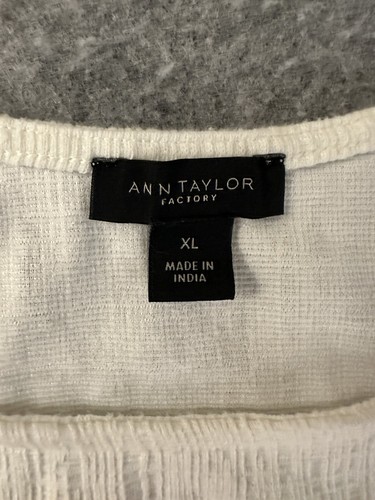 ANN TAYLOR
FACTORY
XL
MADE IN
INDIA